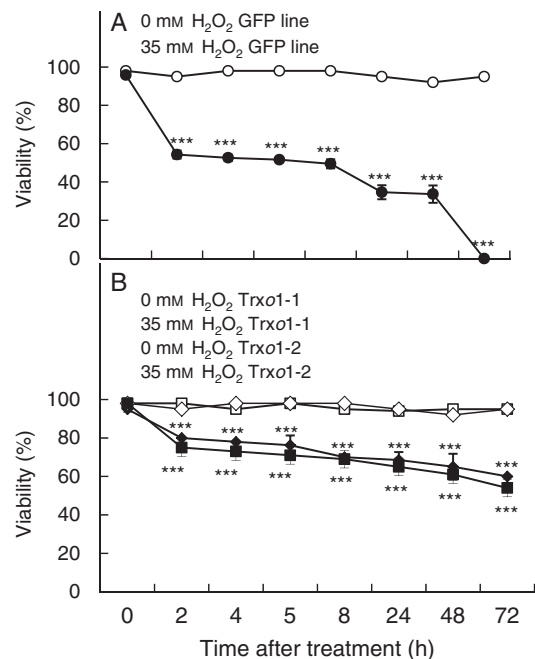 A
0 mM H₂O₂ GFP line
35 mM H₂O₂ GFP line
Viability (%)
100
80
60
40
20
0
*** *** *** *** *** *** ***
B
0 mM H₂O₂ Trxo1-1
35 mM H₂O₂ Trxo1-1
0 mM H₂O₂ Trxo1-2
35 mM H₂O₂ Trxo1-2
Viability (%)
100
80
60
40
20
0
*** *** *** *** *** *** ***
*** *** *** *** *** *** ***
0 2 4 5 8 24 48 72
Time after treatment (h)